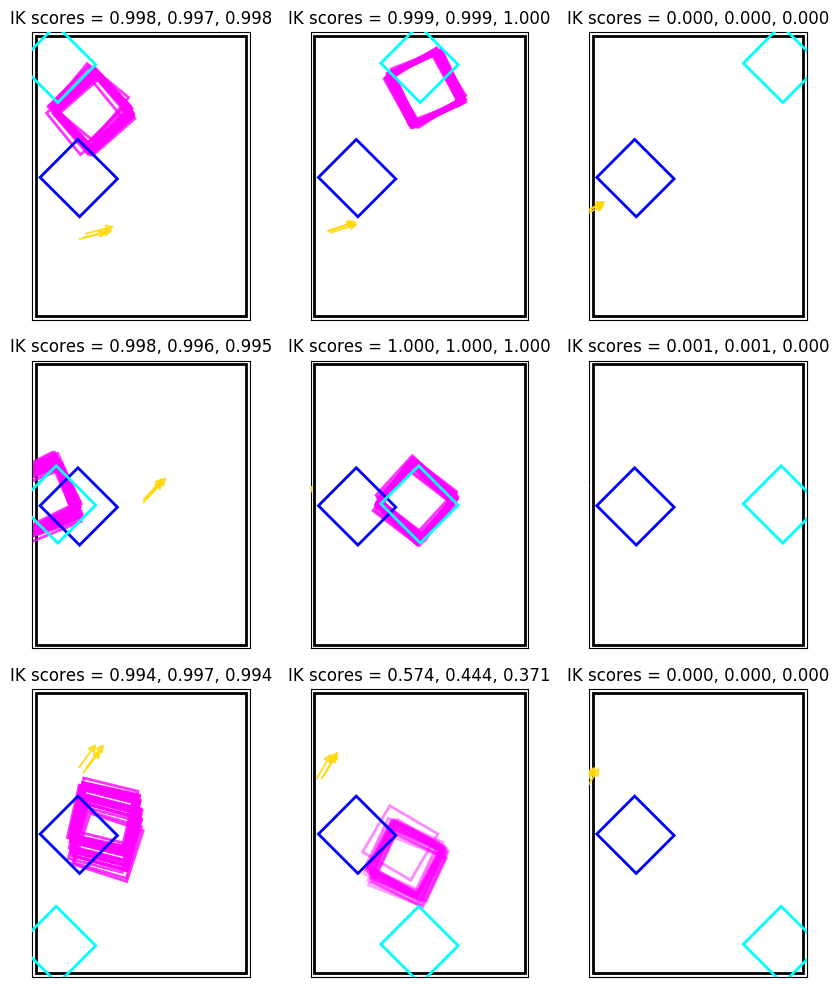 IK scores = 0.998, 0.997, 0.998
IK scores = 0.999, 0.999, 1.000
IK scores = 0.000, 0.000, 0.000
IK scores = 0.998, 0.996, 0.995
IK scores = 1.000, 1.000, 1.000
IK scores = 0.001, 0.001, 0.000
IK scores = 0.994, 0.997, 0.994
IK scores = 0.574, 0.444, 0.371
IK scores = 0.000, 0.000, 0.000